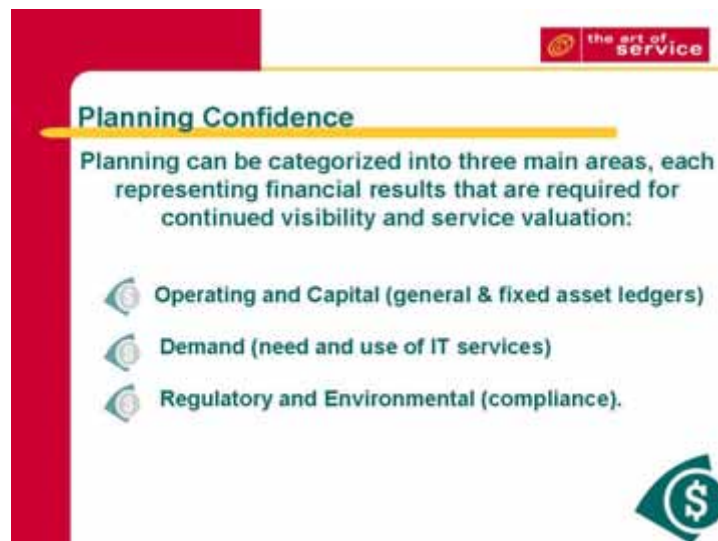 the art of
service
Planning Confidence
Planning can be categorized into three main areas, each
representing financial results that are required for
continued visibility and service valuation:
Operating and Capital (general & fixed asset ledgers)
Demand (need and use of IT services)
Regulatory and Environmental (compliance).
$